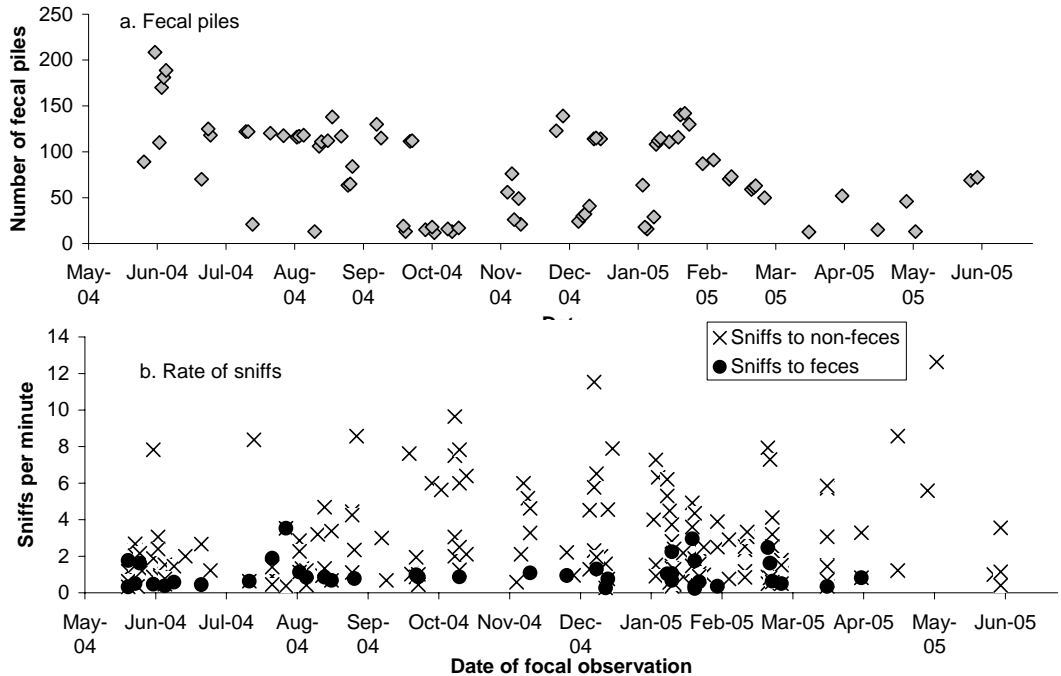 a. Fecal piles
Number of fecal piles
250
200
150
100
50
0
May-04 Jun-04 Jul-04 Aug-04 Sep-04 Oct-04 Nov-04 Dec-04 Jan-05 Feb-05 Mar-05 Apr-05 May-05 Jun-05
b. Rate of sniffs
Sniffs to non-feces
Sniffs to feces
Sniffs per minute
14
12
10
8
6
4
2
0
May-04 Jun-04 Jul-04 Aug-04 Sep-04 Oct-04 Nov-04 Dec-04 Jan-05 Feb-05 Mar-05 Apr-05 May-05 Jun-05
Date of focal observation